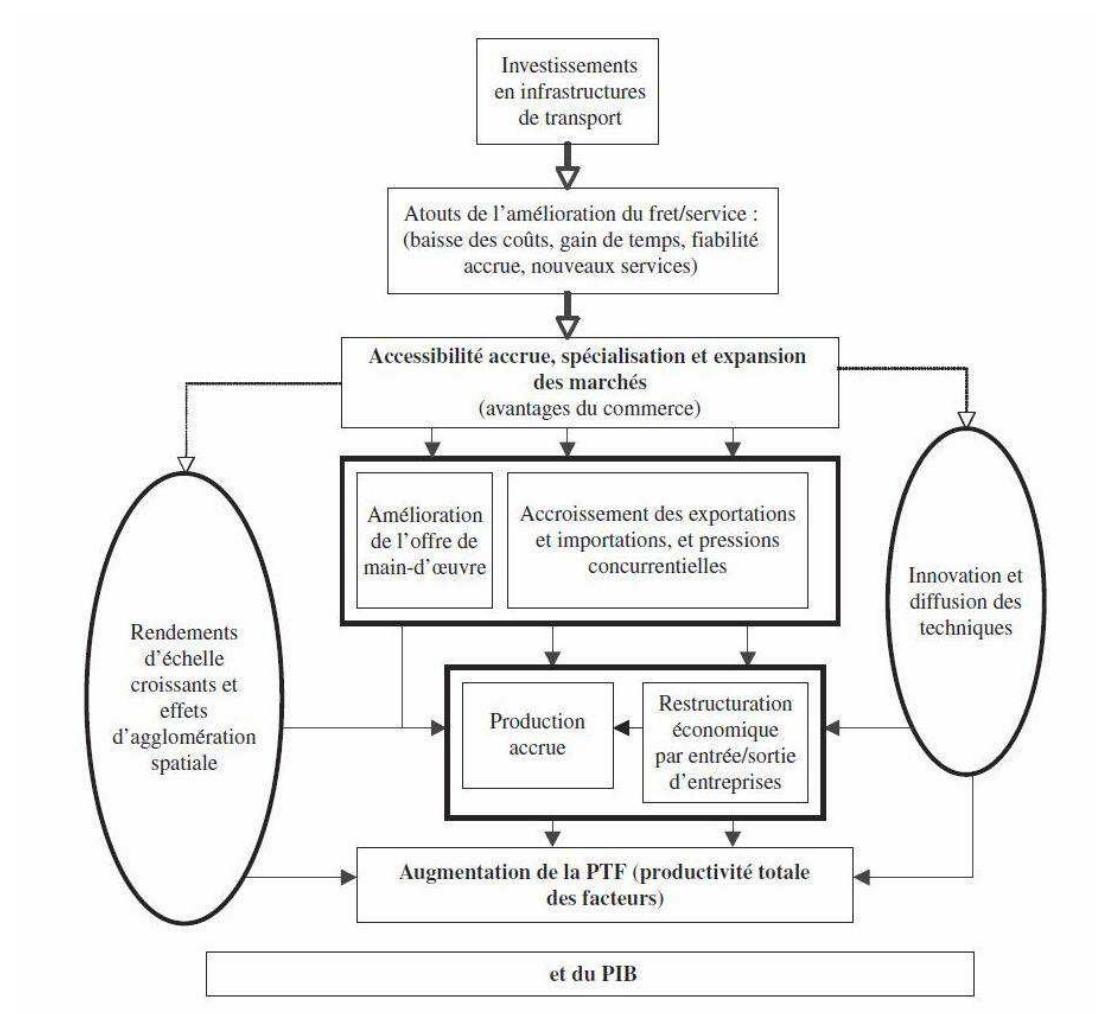 Investissements
en infrastructures
de transport
Atouts de l’amélioration du fret/service :
(baisse des coûts, gain de temps, fiabilité
accrue, nouveaux services)
Accessibilité accrue, spécialisation et expansion
des marchés
(avantages du commerce)
Amélioration
de l’offre de
main-d’œuvre
Accroissement des exportations
et importations, et pressions
concurrentielles
Innovation et
diffusion des
techniques
Rendements
d’échelle
croissants et
effets
d’agglomération
spatiale
Production
accrue
Restructuration
économique
par entrée/sortie
d’entreprises
Augmentation de la PTF (productivité totale
des facteurs)
et du PIB